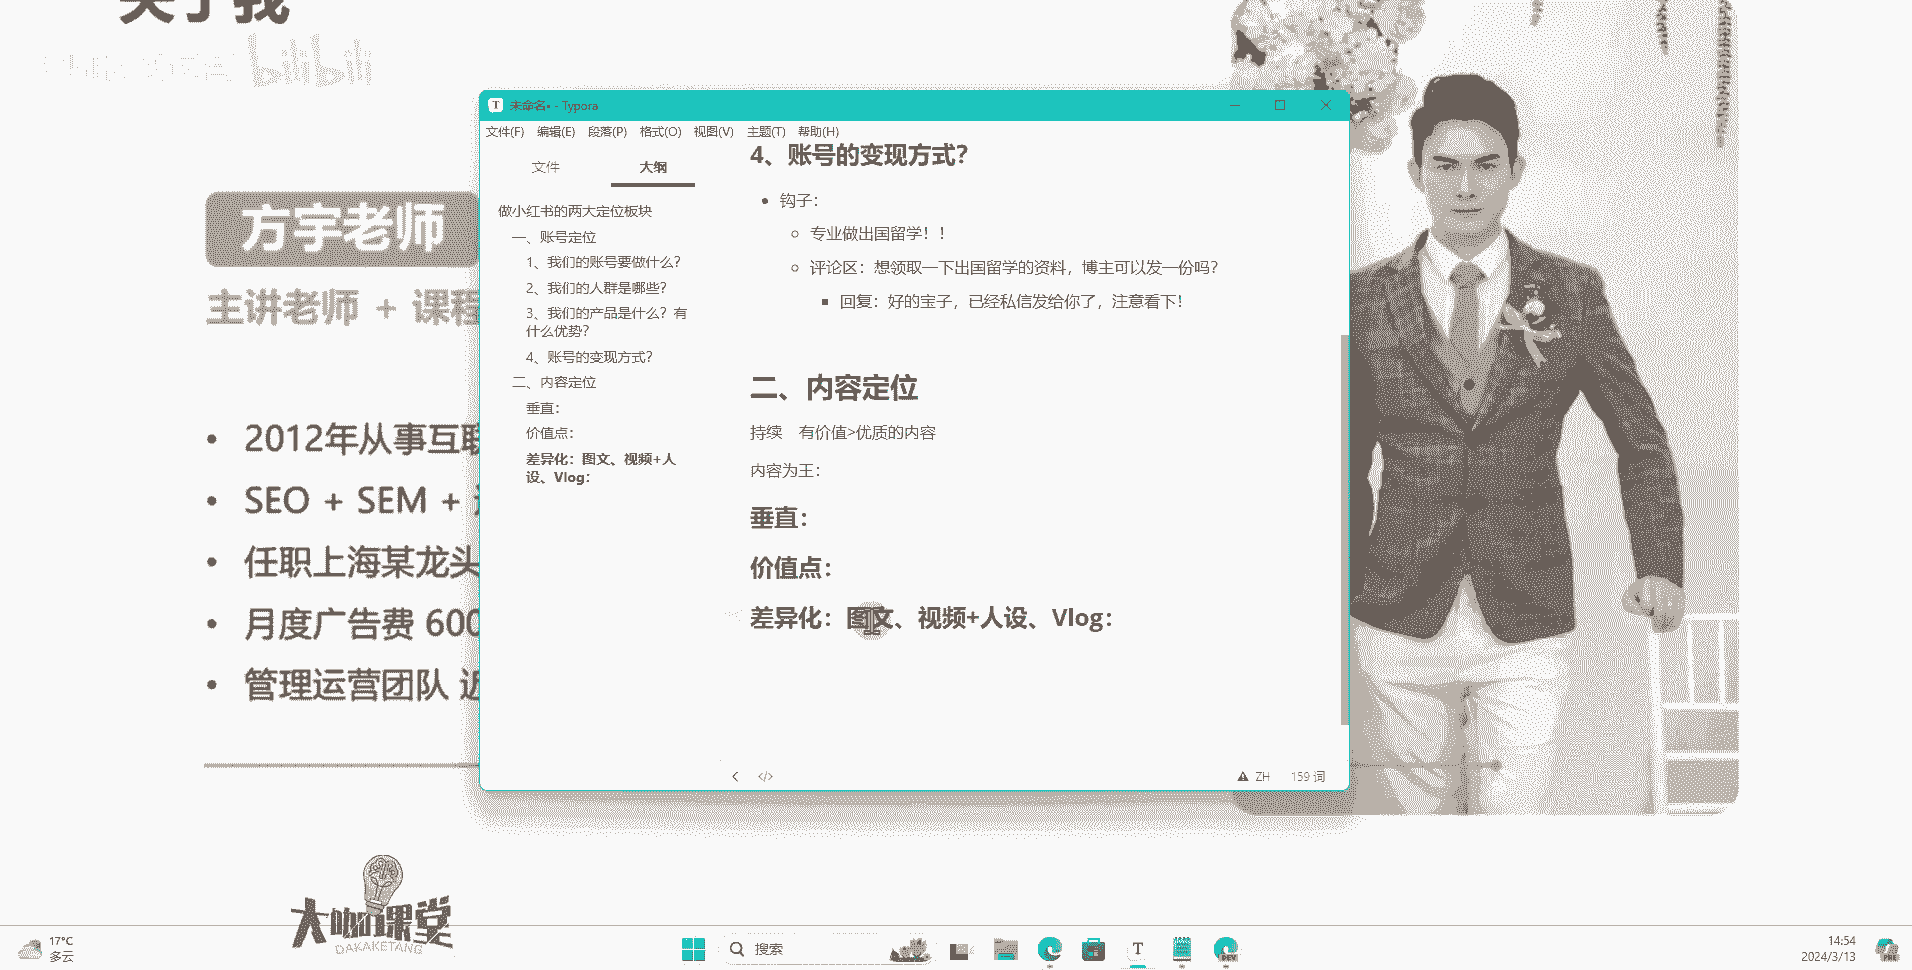 关于我
bilibili
方宇老师
主讲老师 + 课程
• 2012年从事互联
• SEO + SEM +
• 任职上海某龙头
• 月度广告费 600
• 管理运营团队 近
未命名• - Typora
文件(F) 编辑(E) 段落(P) 格式(O) 视图(V) 主题(T) 帮助(H)
文件 大纲
做小红书的两大定位板块
一、账号定位
1、我们的账号要做什么？
2、我们的人群是哪些？
3、我们的产品是什么？有
什么优势？
4、账号的变现方式？
二、内容定位
垂直：
价值点：
差异化：图文、视频+人
设、Vlog：
4、账号的变现方式？
• 钩子：
专业做出国留学！！
评论区：想领取一下出国留学的资料，博主可以发一份吗？
回复：好的宝子，已经私信发给你了，注意看下！
二、内容定位
持续 有价值>优质的内容
内容为王：
垂直：
价值点：
差异化：图文、视频+人设、Vlog：
ZH 159 词
大咖课堂
DAKAKETANG
17°C
多云
搜索
T
DEV
14:54
2024/3/13
PRE